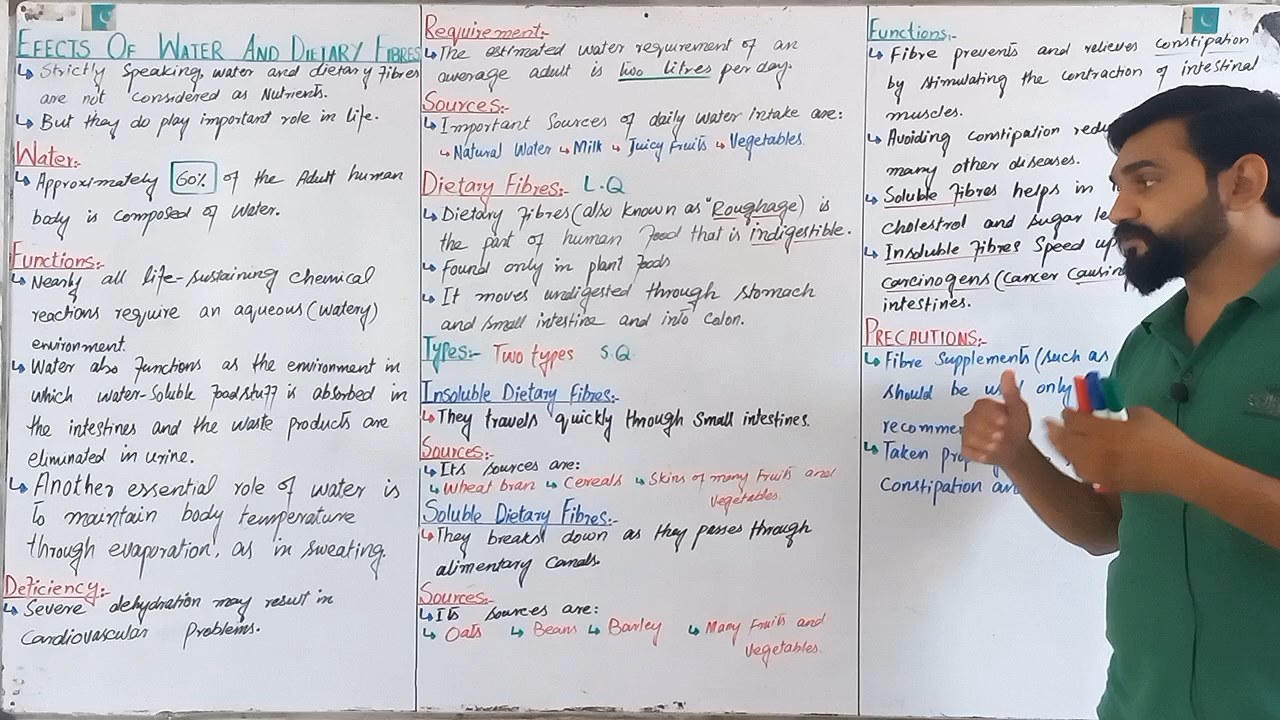 EFECTS OF WATER AND DIETARY FIBRES
↳ Strictly Speaking, water and dietary Fibres
are not considered as Nutrients.
↳ But they do play important role in life.
Water:-
↳ Approximately 60% of the Adult human
body is composed of water.
Functions:-
↳ Nearly all life-sustaining chemical
reactions require an aqueous (watery)
environment.
↳ Water also Functions as the environment in
which water-soluble foodstuff is absorbed in
the intestines and the waste products are
eliminated in urine.
↳ Another essential role of water is
to maintain body temperature
through evaporation, as in sweating.
Deficiency:-
↳ Severe dehydration may result in
Cardiovascular Problems.
Requirement:-
↳ The estimated water requirement of an
average adult is two litres per day.
Sources:-
↳ Important Sources of daily water intake are:
↳ Natural Water ↳ Milk ↳ Juicy Fruits ↳ Vegetables
Dietary Fibres:- L.Q
↳ Dietary Fibres (also known as "Roughage) is
the part of human Food that is indigestible.
↳ Found only in plant Foods
↳ It moves undigested through stomach
and small intestine and into colon.
Types:- Two types S.Q
Insoluble Dietary Fibres:-
↳ They travels quickly through small intestines.
Sources:-
↳ Its sources are:
↳ Wheat bran ↳ Cereals ↳ Skins of many fruits and
vegetables.
Soluble Dietary Fibres:-
↳ They breaks down as they passes through
alimentary Canals.
Sources:-
↳ Its sources are:
↳ Oats ↳ Beans ↳ Barley ↳ Many Fruits and
vegetables.
Functions:-
↳ Fibre prevents and relieves constipation
by stimulating the contraction of intestinal
muscles.
↳ Avoiding constipation
many other diseases.
↳ Soluble Fibres helps in
cholestrol and sugar
↳ Insoluble Fibres Speed up
carcinogens (cancer
intestines.
PRECAUTIONS:-
↳ Fibre Supplements (such as
should be only
↳ Taken
Constipation